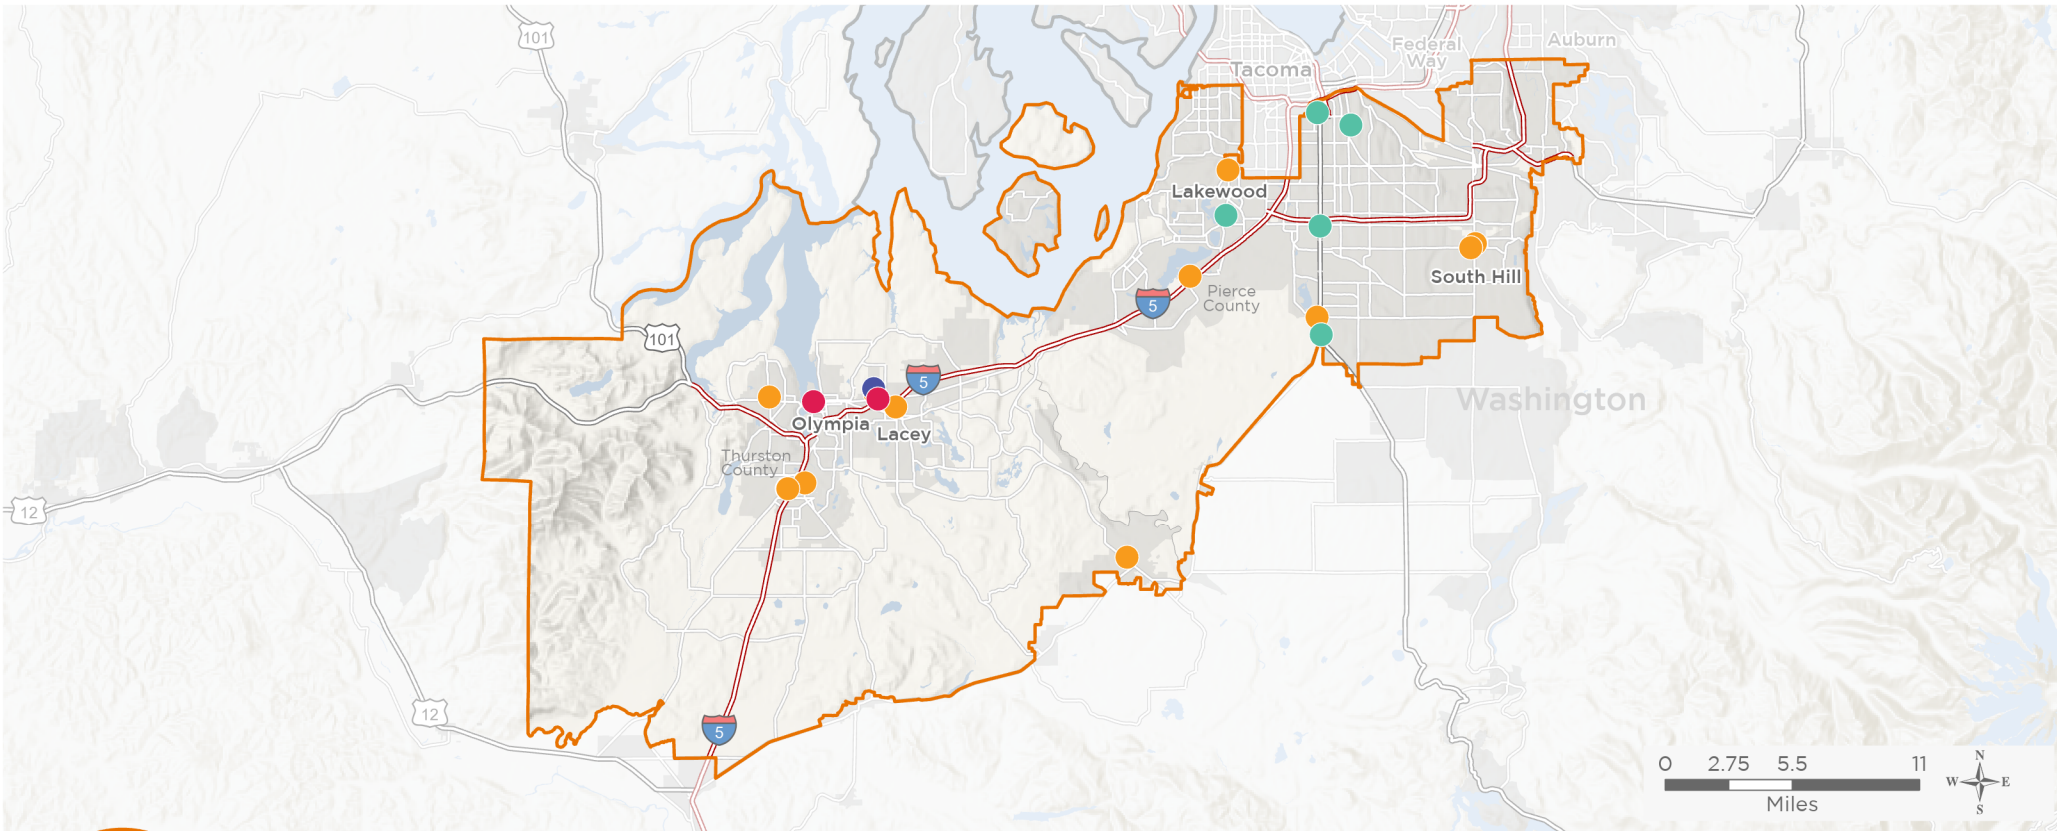 101
Federal
Way
Auburn
Tacoma
Lakewood
South Hill
Pierce
County
5
101
5
Washington
Olympia
Lacey
Thurston
County
12
12
5
0 2.75 5.5 11
Miles
N
W E
S